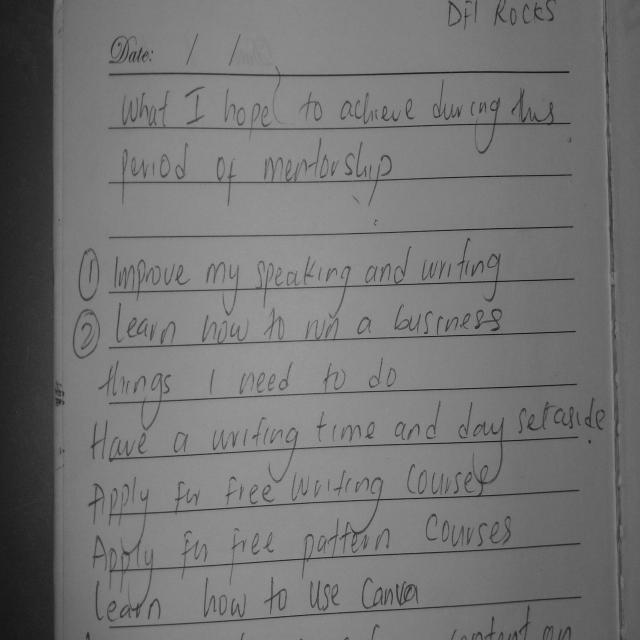 DFI Rocks
Date: / /
What I hope to achieve during this
period of mentorship
① Improve my speaking and writing
② Learn how to run a business
things I need to do
Have a writing time and day set aside
Apply for free writing courses
Apply for free pattern courses
Learn how to use Canva
content on